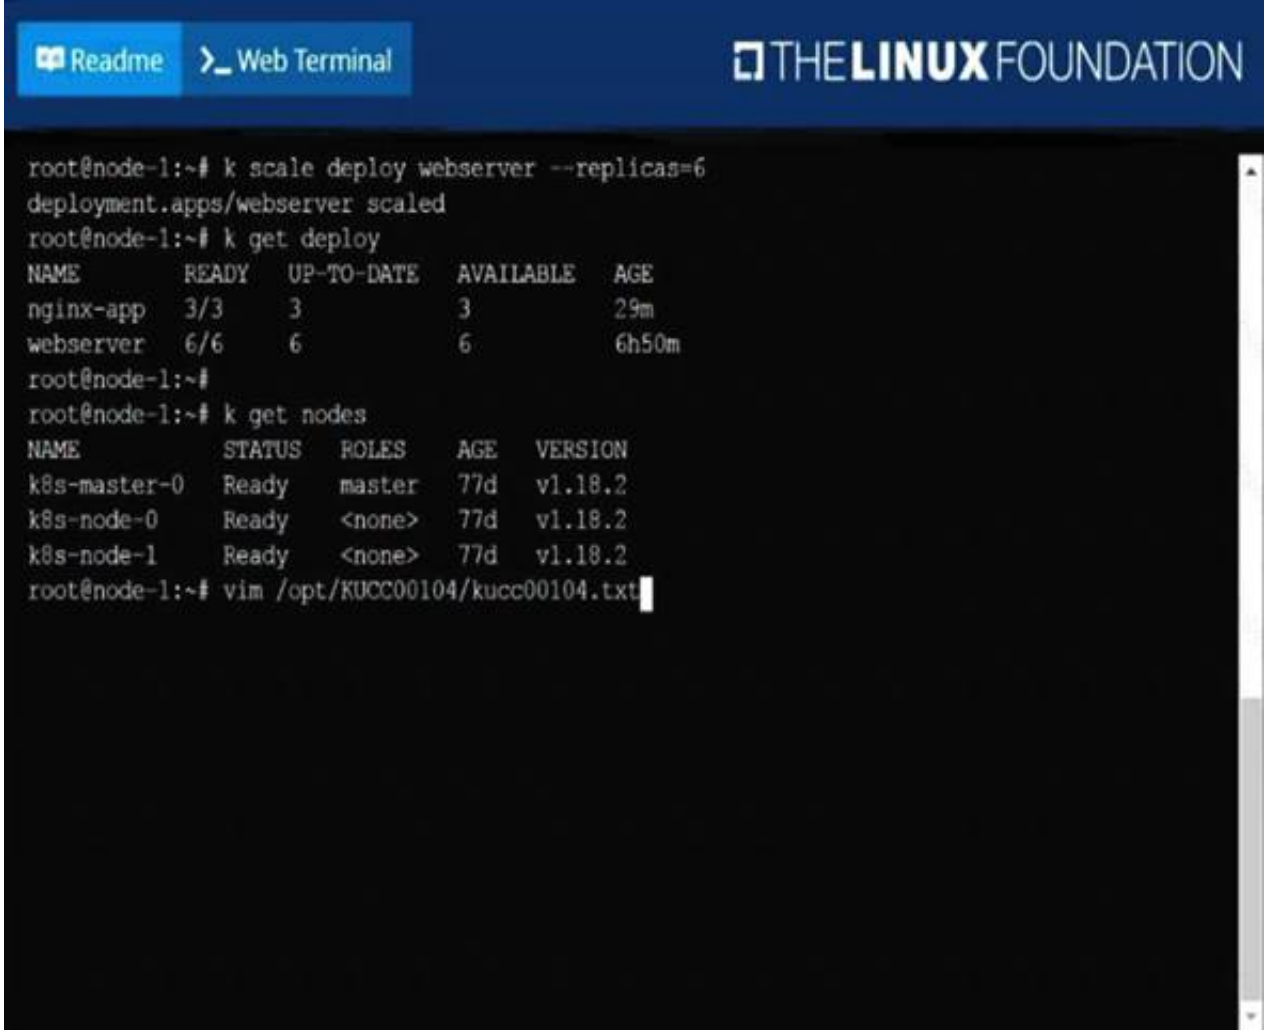 Readme
Web Terminal
THE LINUX FOUNDATION
root@node-1:~# k scale deploy webserver --replicas=6
deployment.apps/webserver scaled
root@node-1:~# k get deploy
NAME READY UP-TO-DATE AVAILABLE AGE
nginx-app 3/3 3 3 29m
webserver 6/6 6 6 6h50m
root@node-1:~#
root@node-1:~# k get nodes
NAME STATUS ROLES AGE VERSION
k8s-master-0 Ready master 77d v1.18.2
k8s-node-0 Ready <none> 77d v1.18.2
k8s-node-1 Ready <none> 77d v1.18.2
root@node-1:~# vim /opt/KUCC00104/kucc00104.txt